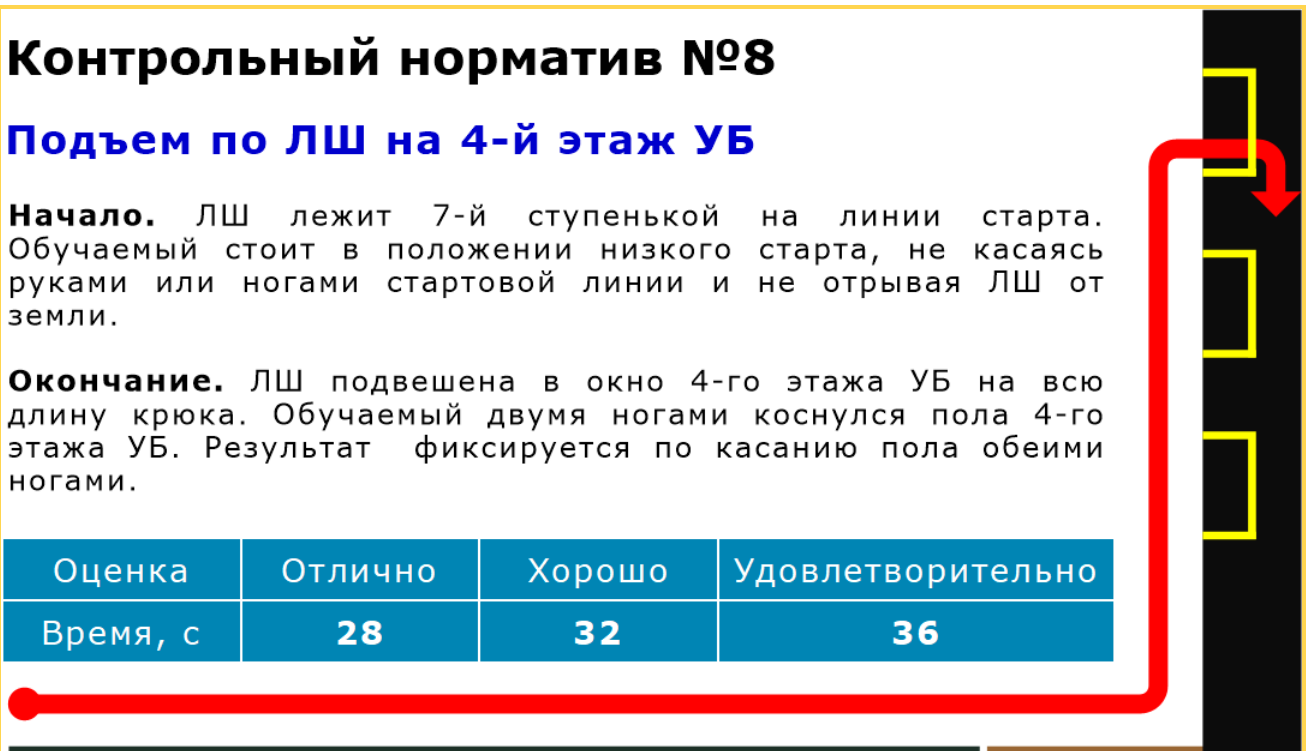 Контрольный норматив №8
Подъем по ЛШ на 4-й этаж УБ
Начало. ЛШ лежит 7-й ступенькой на линии старта.
Обучаемый стоит в положении низкого старта, не касаясь
руками или ногами стартовой линии и не отрывая ЛШ от
земли.
Окончание. ЛШ подвешена в окно 4-го этажа УБ на всю
длину крюка. Обучаемый двумя ногами коснулся пола 4-го
этажа УБ. Результат фиксируется по касанию пола обеими
ногами.
Оценка Отлично Хорошо Удовлетворительно
Время, с 28 32 36